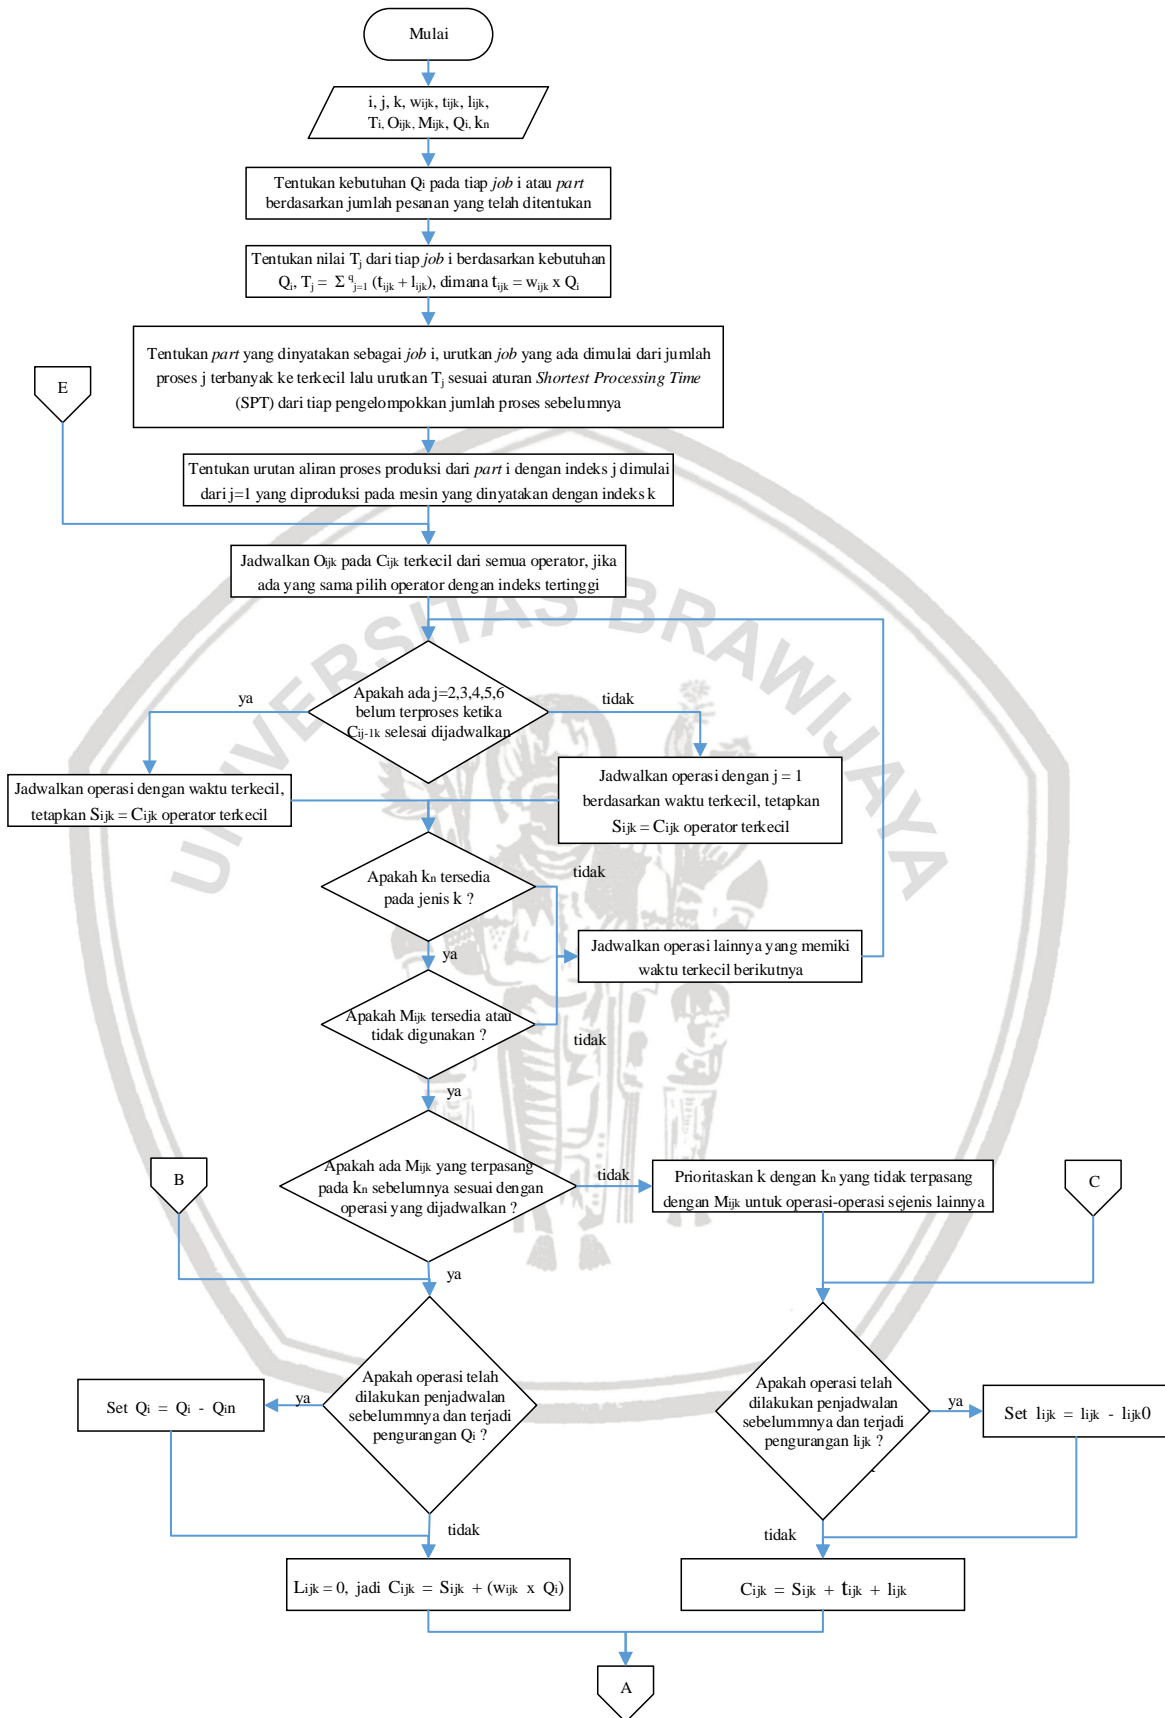 Mulai
i, j, k, wijk, tijk, lijk,
Ti, Oijk, Mijk, Qi, kn
Tentukan kebutuhan Qi pada tiap job i atau part
berdasarkan jumlah pesanan yang telah ditentukan
Tentukan nilai Tj dari tiap job i berdasarkan kebutuhan
Qi, Tj = Σ q j=1 (tijk + lijk), dimana tijk = wijk x Qi
Tentukan part yang dinyatakan sebagai job i, urutkan job yang ada dimulai dari jumlah
proses j terbanyak ke terkecil lalu urutkan Tj sesuai aturan Shortest Processing Time
(SPT) dari tiap pengelompokkan jumlah proses sebelumnya
E
Tentukan urutan aliran proses produksi dari part i dengan indeks j dimulai
dari j=1 yang diproduksi pada mesin yang dinyatakan dengan indeks k
Jadwalkan Oijk pada Cijk terkecil dari semua operator, jika
ada yang sama pilih operator dengan indeks tertinggi
UNIVERSITAS BRAWIJAYA
Apakah ada j=2,3,4,5,6
belum terproses ketika
Cij-1k selesai dijadwalkan
ya
tidak
Jadwalkan operasi dengan waktu terkecil,
tetapkan Sijk = Cijk operator terkecil
Jadwalkan operasi dengan j = 1
berdasarkan waktu terkecil, tetapkan
Sijk = Cijk operator terkecil
Apakah kn tersedia
pada jenis k ?
tidak
ya
Jadwalkan operasi lainnya yang memiki
waktu terkecil berikutnya
Apakah Mijk tersedia atau
tidak digunakan ?
tidak
ya
Apakah ada Mijk yang terpasang
pada kn sebelumnya sesuai dengan
operasi yang dijadwalkan ?
tidak
ya
Prioritaskan k dengan kn yang tidak terpasang
dengan Mijk untuk operasi-operasi sejenis lainnya
B
C
Apakah operasi telah
dilakukan penjadwalan
sebelummnya dan terjadi
pengurangan Qi ?
ya
Set Qi = Qi - Qin
tidak
Apakah operasi telah
dilakukan penjadwalan
sebelummnya dan terjadi
pengurangan lijk ?
ya
Set lijk = lijk - lijk0
tidak
Lijk = 0, jadi Cijk = Sijk + (wijk x Qi)
Cijk = Sijk + tijk + lijk
A